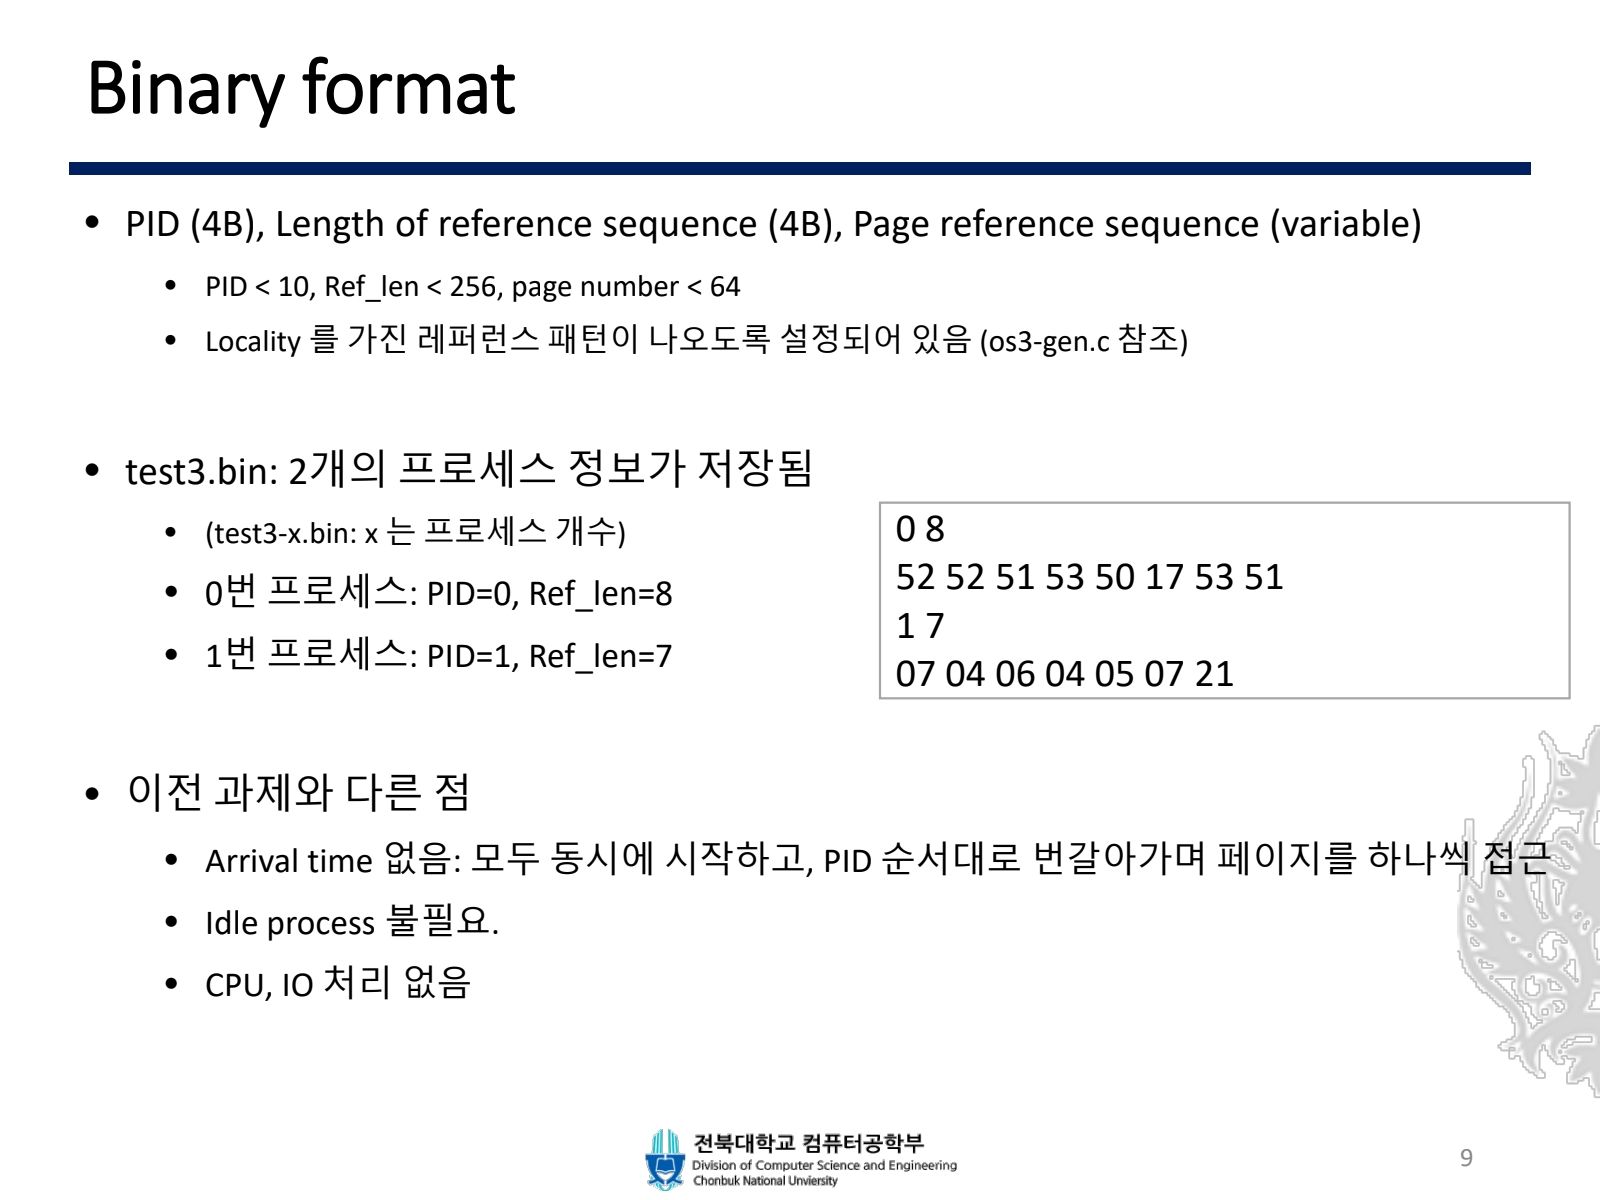 Binary format
• PID (4B), Length of reference sequence (4B), Page reference sequence (variable)
• PID < 10, Ref_len < 256, page number < 64
• Locality 를 가진 레퍼런스 패턴이 나오도록 설정되어 있음 (os3-gen.c 참조)
• test3.bin: 2개의 프로세스 정보가 저장됨
• (test3-x.bin: x 는 프로세스 개수)
• 0번 프로세스: PID=0, Ref_len=8
• 1번 프로세스: PID=1, Ref_len=7
0 8
52 52 51 53 50 17 53 51
1 7
07 04 06 04 05 07 21
• 이전 과제와 다른 점
• Arrival time 없음: 모두 동시에 시작하고, PID 순서대로 번갈아가며 페이지를 하나씩 접근
• Idle process 불필요.
• CPU, IO 처리 없음
전북대학교 컴퓨터공학부
Division of Computer Science and Engineering
Chonbuk National Unviersity
9